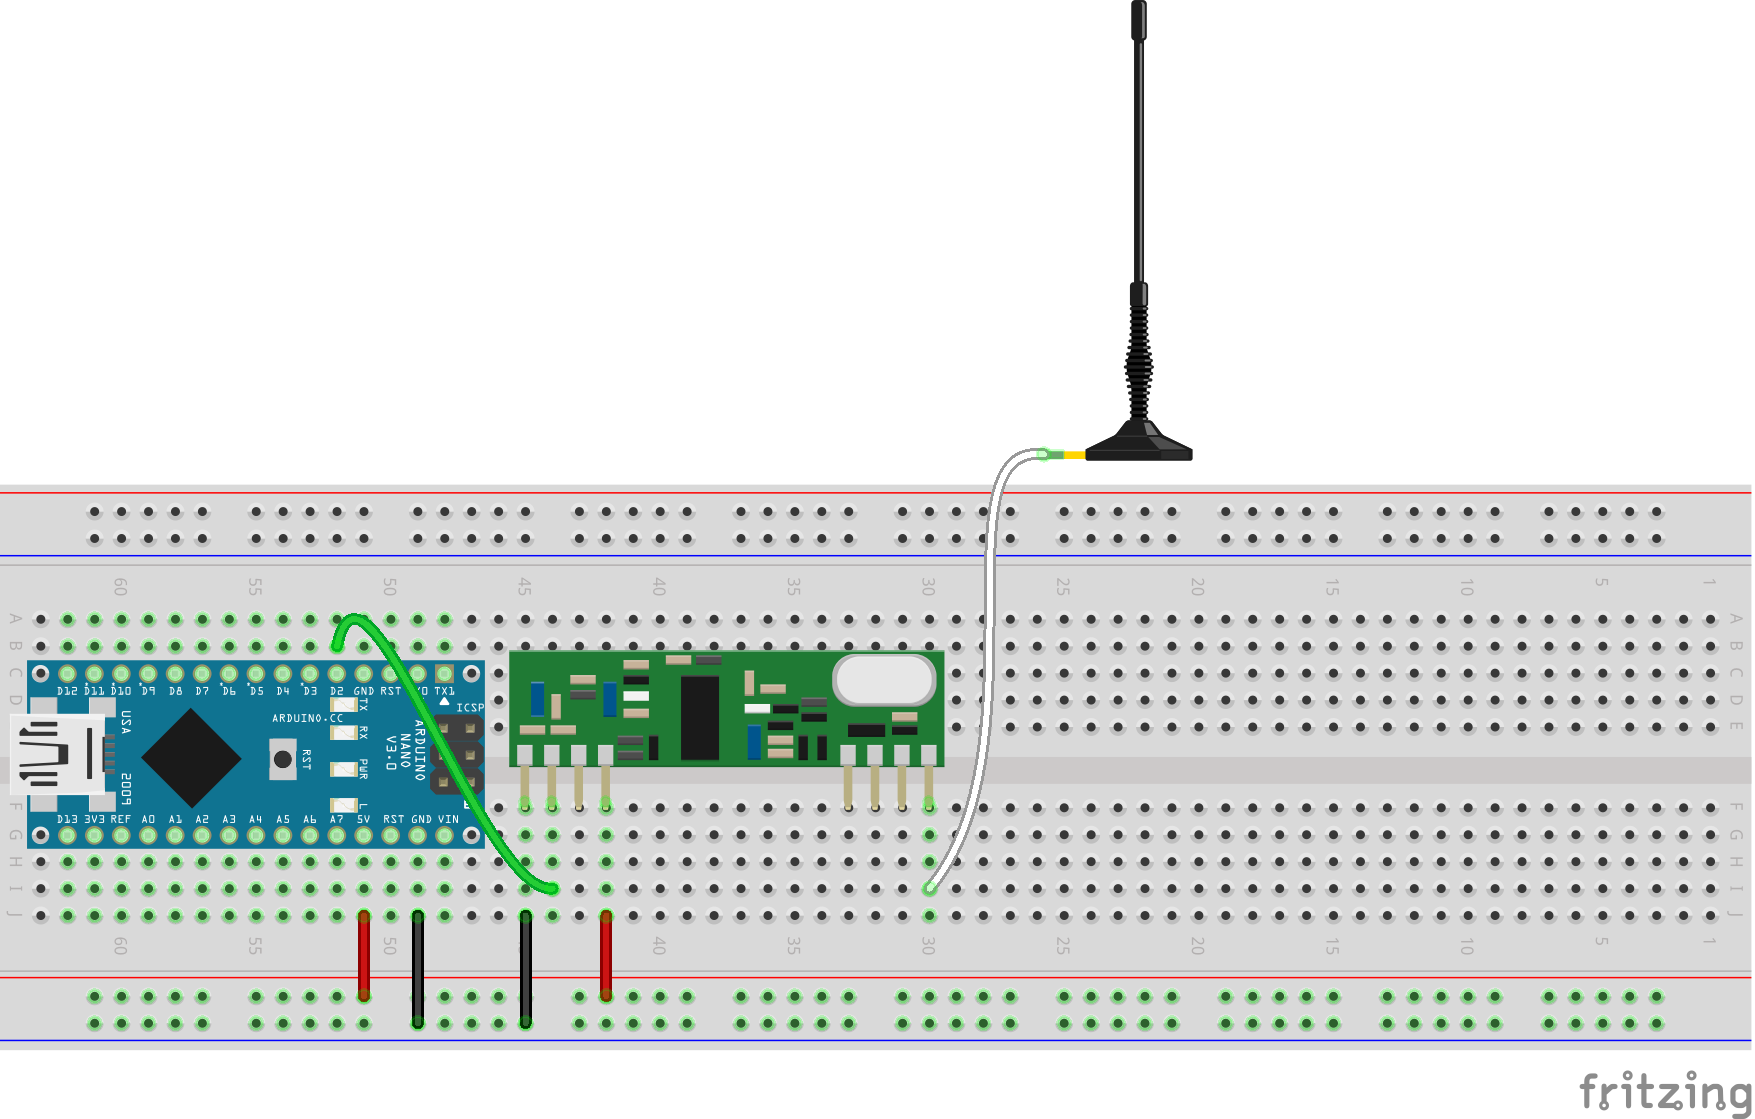 60 55 50 45 40 35 30 25 20 15 10 5 1
A A
B B
C C
D12 D11 D10 D9 D8 D7 D6 D5 D4 D3 D2 GND RST TX1
D D
TX
ICSP
USA
ARDUINO.CC
RX
ARDUINO
NANO
V3.0
E E
RST
PWR
2009
L
F F
D13 3V3 REF A0 A1 A2 A3 A4 A5 A6 A7 5V RST GND VIN
G G
H H
I I
J J
60 55 50 45 40 35 30 25 20 15 10 5 1
fritzing